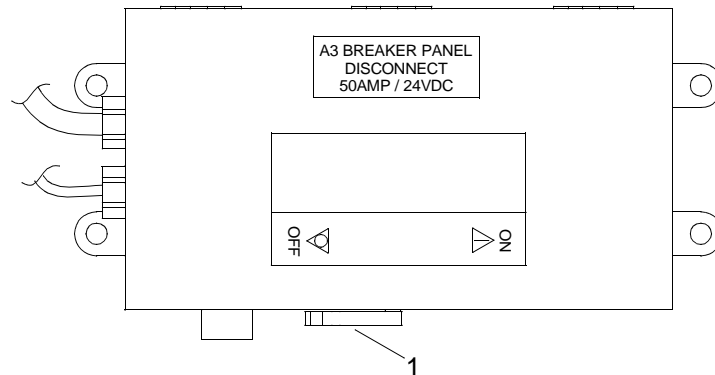 A3 BREAKER PANEL
DISCONNECT
50AMP / 24VDC
OFF
ON
1